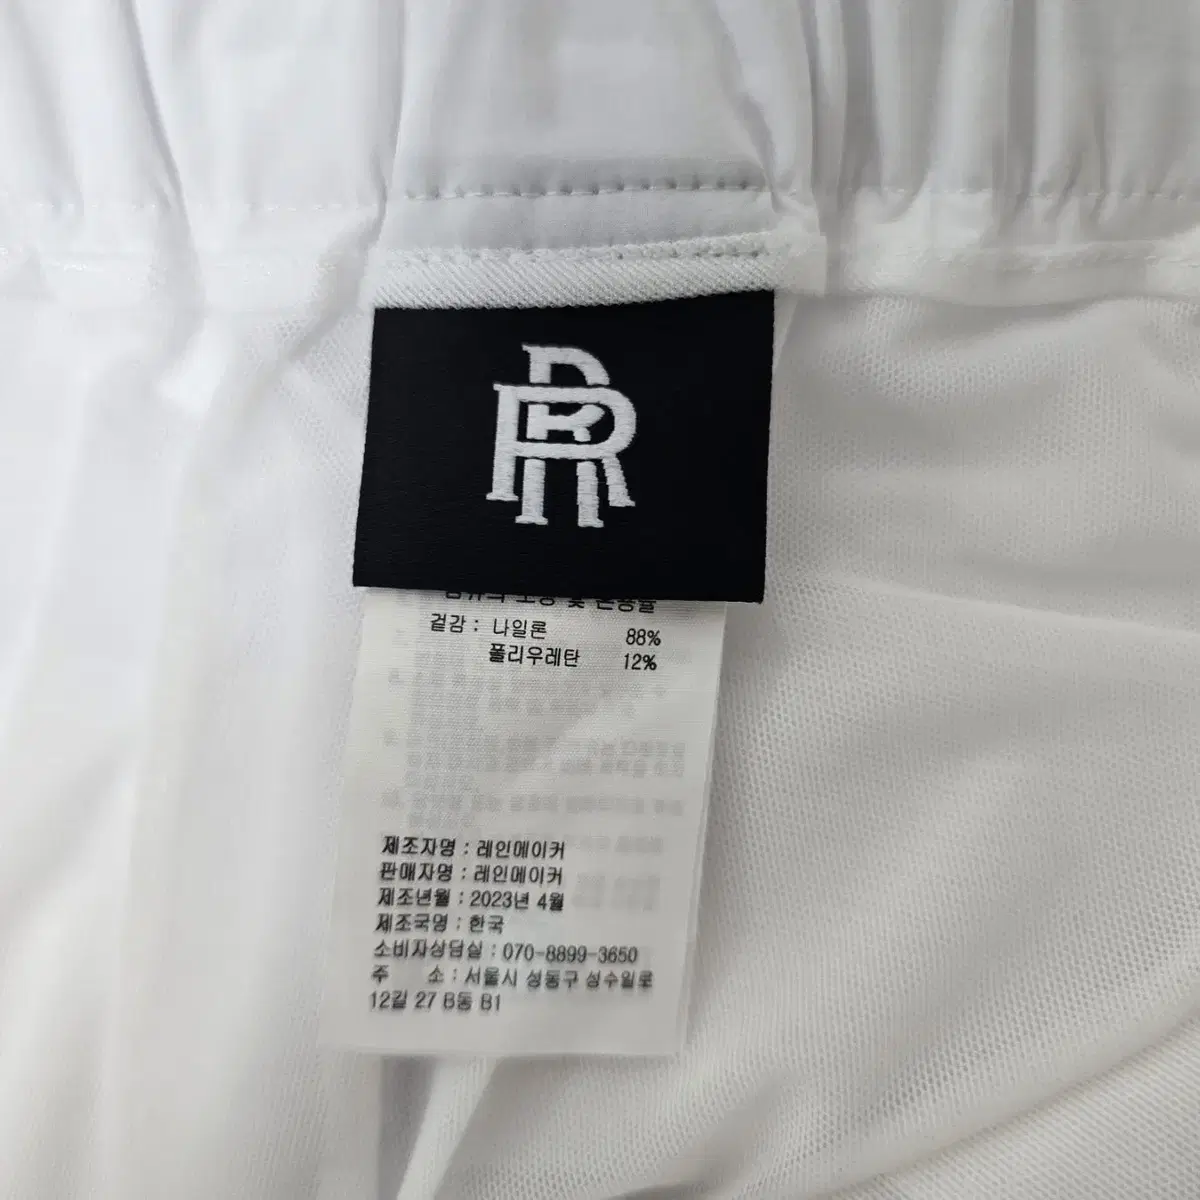 RR
겉감 : 나일론 88%
폴리우레탄 12%
제조자명 : 레인메이커
판매자명 : 레인메이커
제조년월 : 2023년 4월
제조국명 : 한국
소비자상담실 : 070-8899-3650
주 소 : 서울시 성동구 성수일로
12길 27 B동 B1